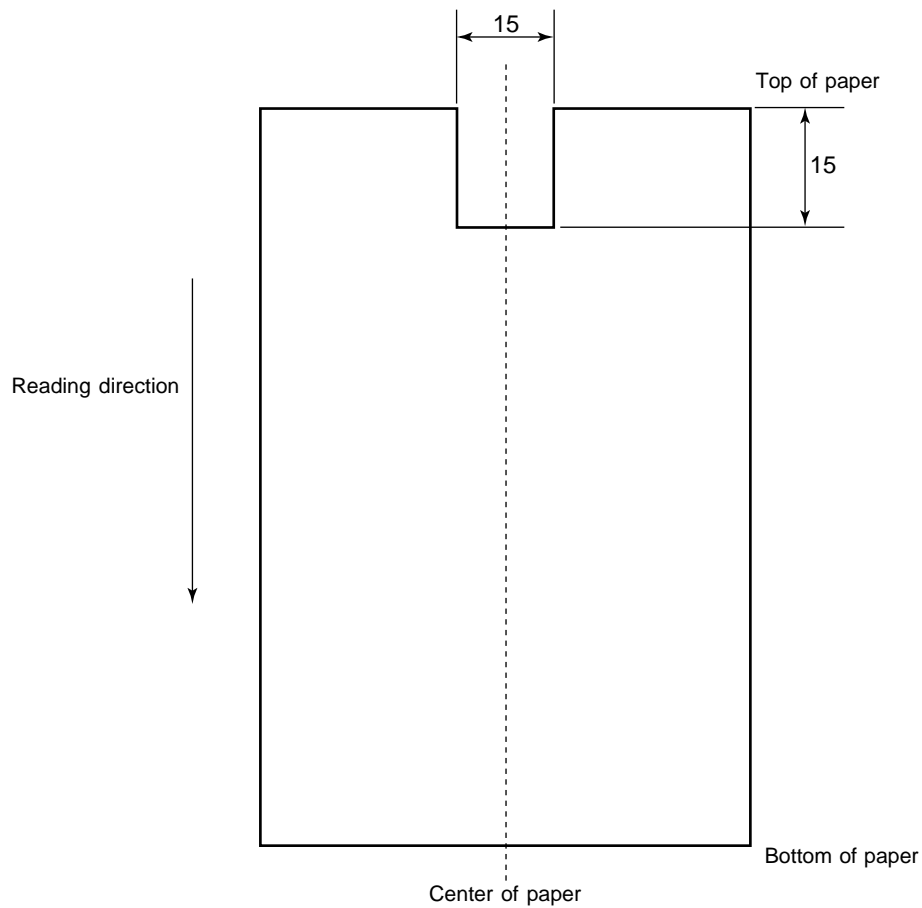 15
Top of paper
15
Reading direction
Bottom of paper
Center of paper